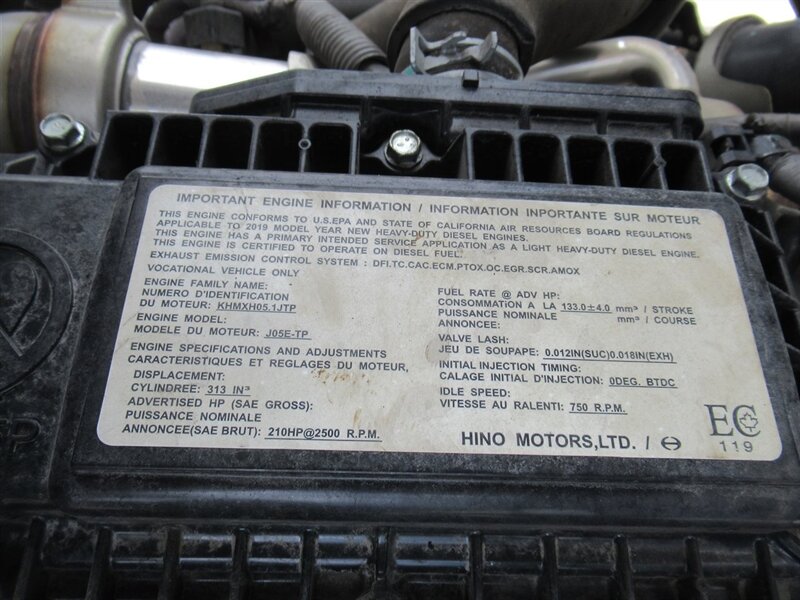 IMPORTANT ENGINE INFORMATION / INFORMATION INPORTANTE SUR MOTEUR
THIS ENGINE CONFORMS TO U.S.EPA AND STATE OF CALIFORNIA AIR RESOURCES BOARD REGULATIONS
APPLICABLE TO 2019 MODEL YEAR NEW HEAVY-DUTY DIESEL ENGINES.
THIS ENGINE HAS A PRIMARY INTENDED SERVICE APPLICATION AS A LIGHT HEAVY-DUTY DIESEL ENGINE.
THIS ENGINE IS CERTIFIED TO OPERATE ON DIESEL FUEL.
EXHAUST EMISSION CONTROL SYSTEM : DFI.TC.CAC.ECM.PTOX.OC.EGR.SCR.AMOX
VOCATIONAL VEHICLE ONLY
ENGINE FAMILY NAME:
NUMERO D'IDENTIFICATION
DU MOTEUR: KHMXH05.1JTP
ENGINE MODEL:
MODELE DU MOTEUR: J05E-TP
ENGINE SPECIFICATIONS AND ADJUSTMENTS
CARACTERISTIQUES ET REGLAGES DU MOTEUR,
DISPLACEMENT:
CYLINDREE: 313 IN³
ADVERTISED HP (SAE GROSS):
PUISSANCE NOMINALE
ANNONCEE(SAE BRUT): 210HP@2500 R.P.M.
FUEL RATE @ ADV HP:
CONSOMMATION A LA 133.0±4.0 mm³ / STROKE
PUISSANCE NOMINALE mm³ / COURSE
ANNONCEE:
VALVE LASH:
JEU DE SOUPAPE: 0.012IN(SUC)0.018IN(EXH)
INITIAL INJECTION TIMING:
CALAGE INITIAL D'INJECTION: 0DEG. BTDC
IDLE SPEED:
VITESSE AU RALENTI: 750 R.P.M.
HINO MOTORS,LTD. /
EC
119